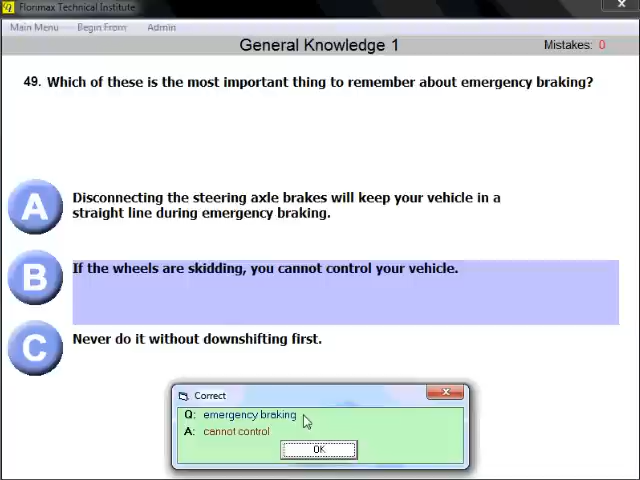 Florimax Technical Institute
Main Menu Begin From Admin
General Knowledge 1 Mistakes: 0
49. Which of these is the most important thing to remember about emergency braking?
A Disconnecting the steering axle brakes will keep your vehicle in a
straight line during emergency braking.
B If the wheels are skidding, you cannot control your vehicle.
C Never do it without downshifting first.
Correct
Q: emergency braking
A: cannot control
OK